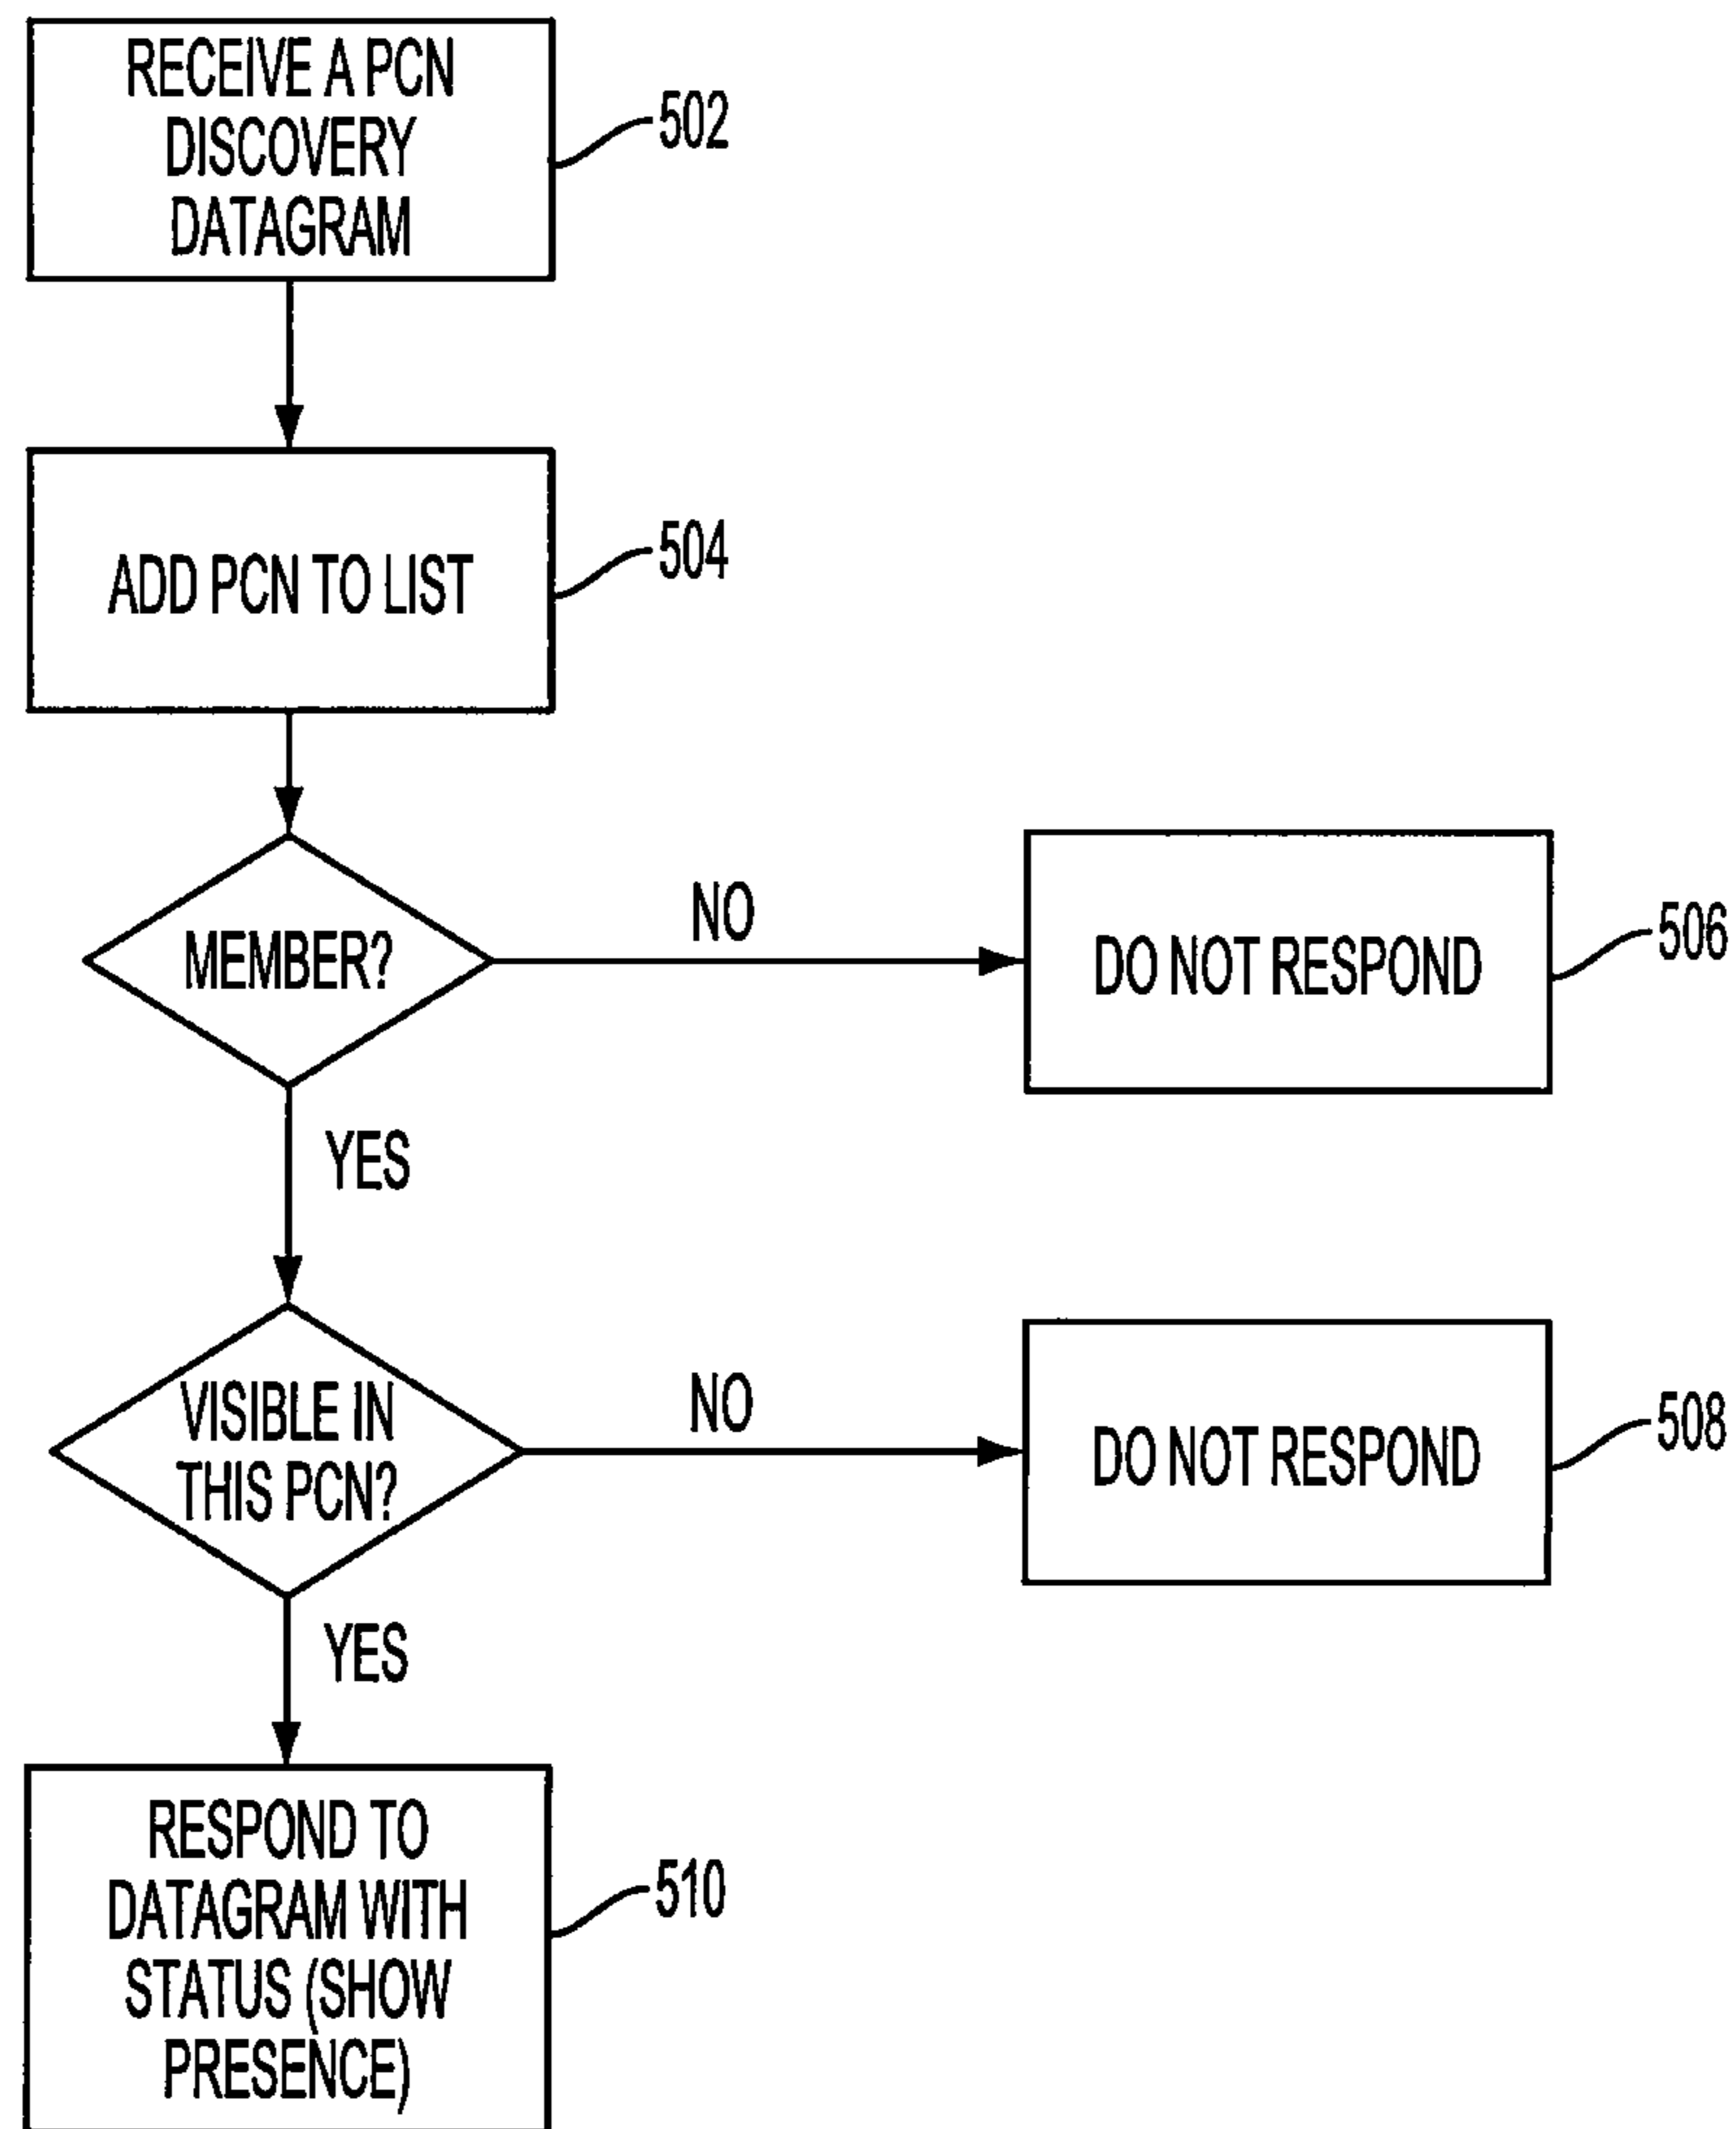 RECEIVE A PCN
DISCOVERY
DATAGRAM
502
ADD PCN TO LIST
504
MEMBER?
NO
DO NOT RESPOND
506
YES
VISIBLE IN
THIS PCN?
NO
DO NOT RESPOND
508
YES
RESPOND TO
DATAGRAM WITH
STATUS (SHOW
PRESENCE)
510